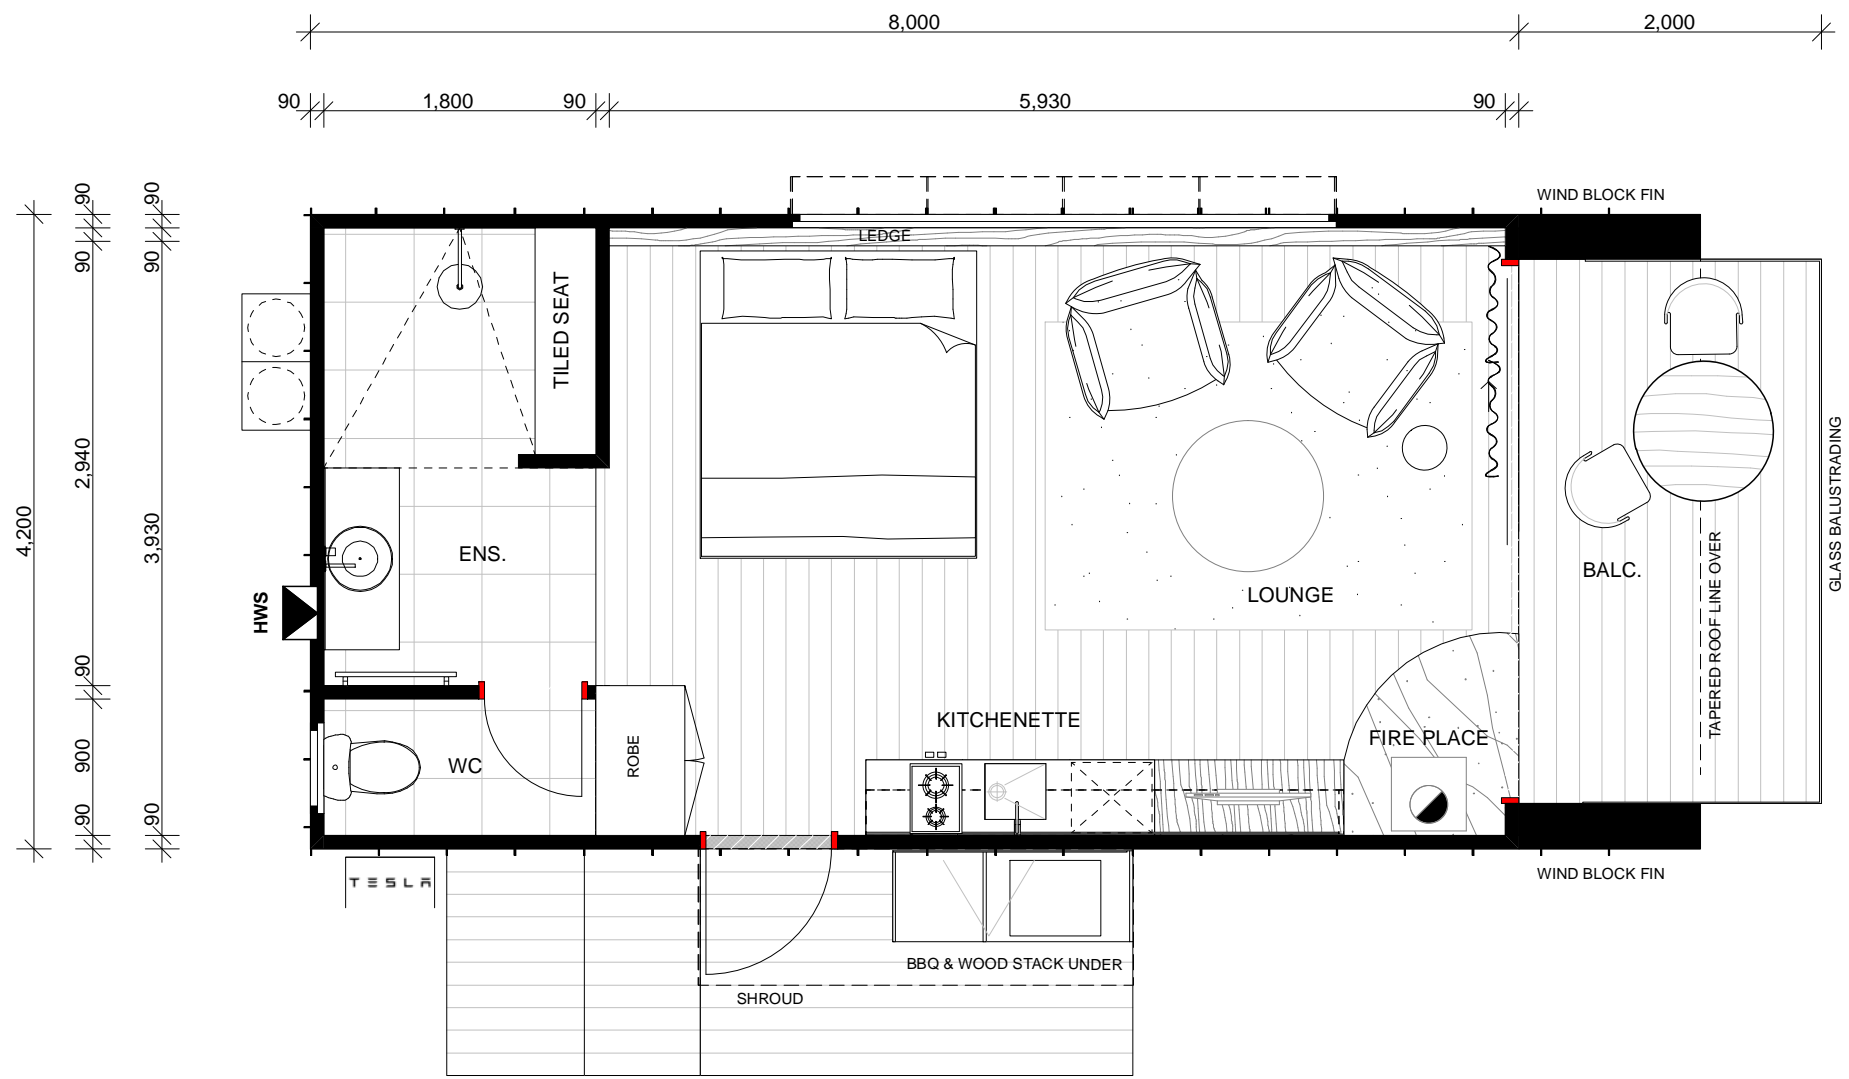 8,000
2,000
90
1,800
90
5,930
90
90
90
WIND BLOCK FIN
LEDGE
90
90
TILED SEAT
2,940
4,200
3,930
GLASS BALUSTRADING
ENS.
BALC.
HWS
LOUNGE
TAPERED ROOF LINE OVER
90
90
KITCHENETTE
FIRE PLACE
ROBE
WC
900
90
90
TESLA
WIND BLOCK FIN
BBQ & WOOD STACK UNDER
SHROUD